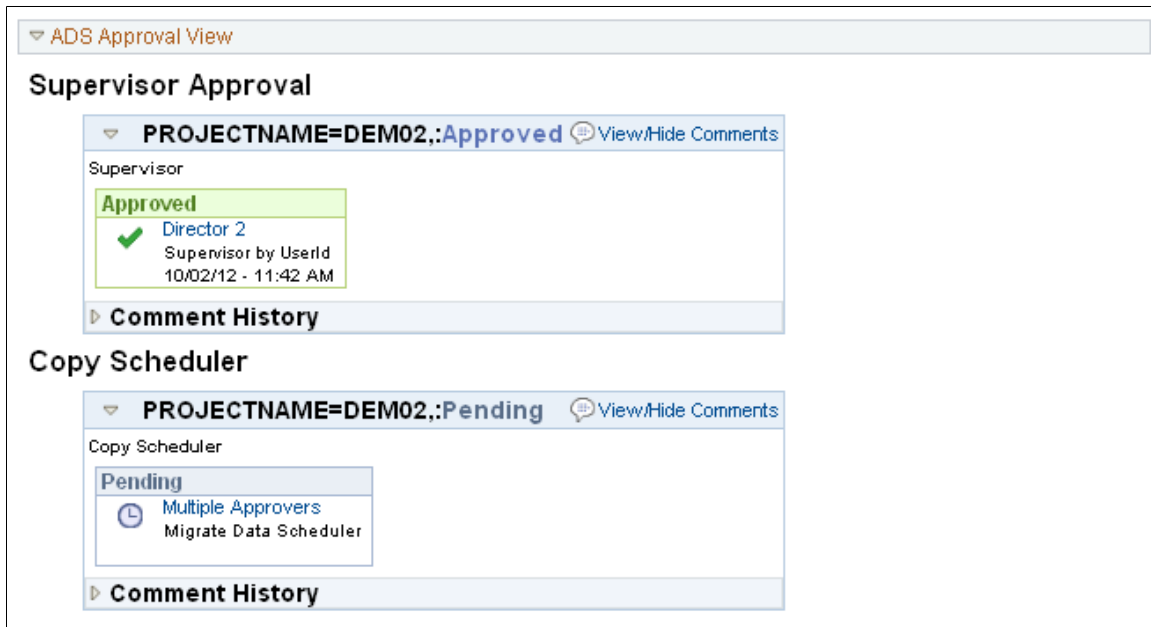 ADS Approval View
Supervisor Approval
PROJECTNAME=DEM02,:Approved View/Hide Comments
Supervisor
Approved
Director 2
Supervisor by UserId
10/02/12 - 11:42 AM
Comment History
Copy Scheduler
PROJECTNAME=DEM02,:Pending View/Hide Comments
Copy Scheduler
Pending
Multiple Approvers
Migrate Data Scheduler
Comment History